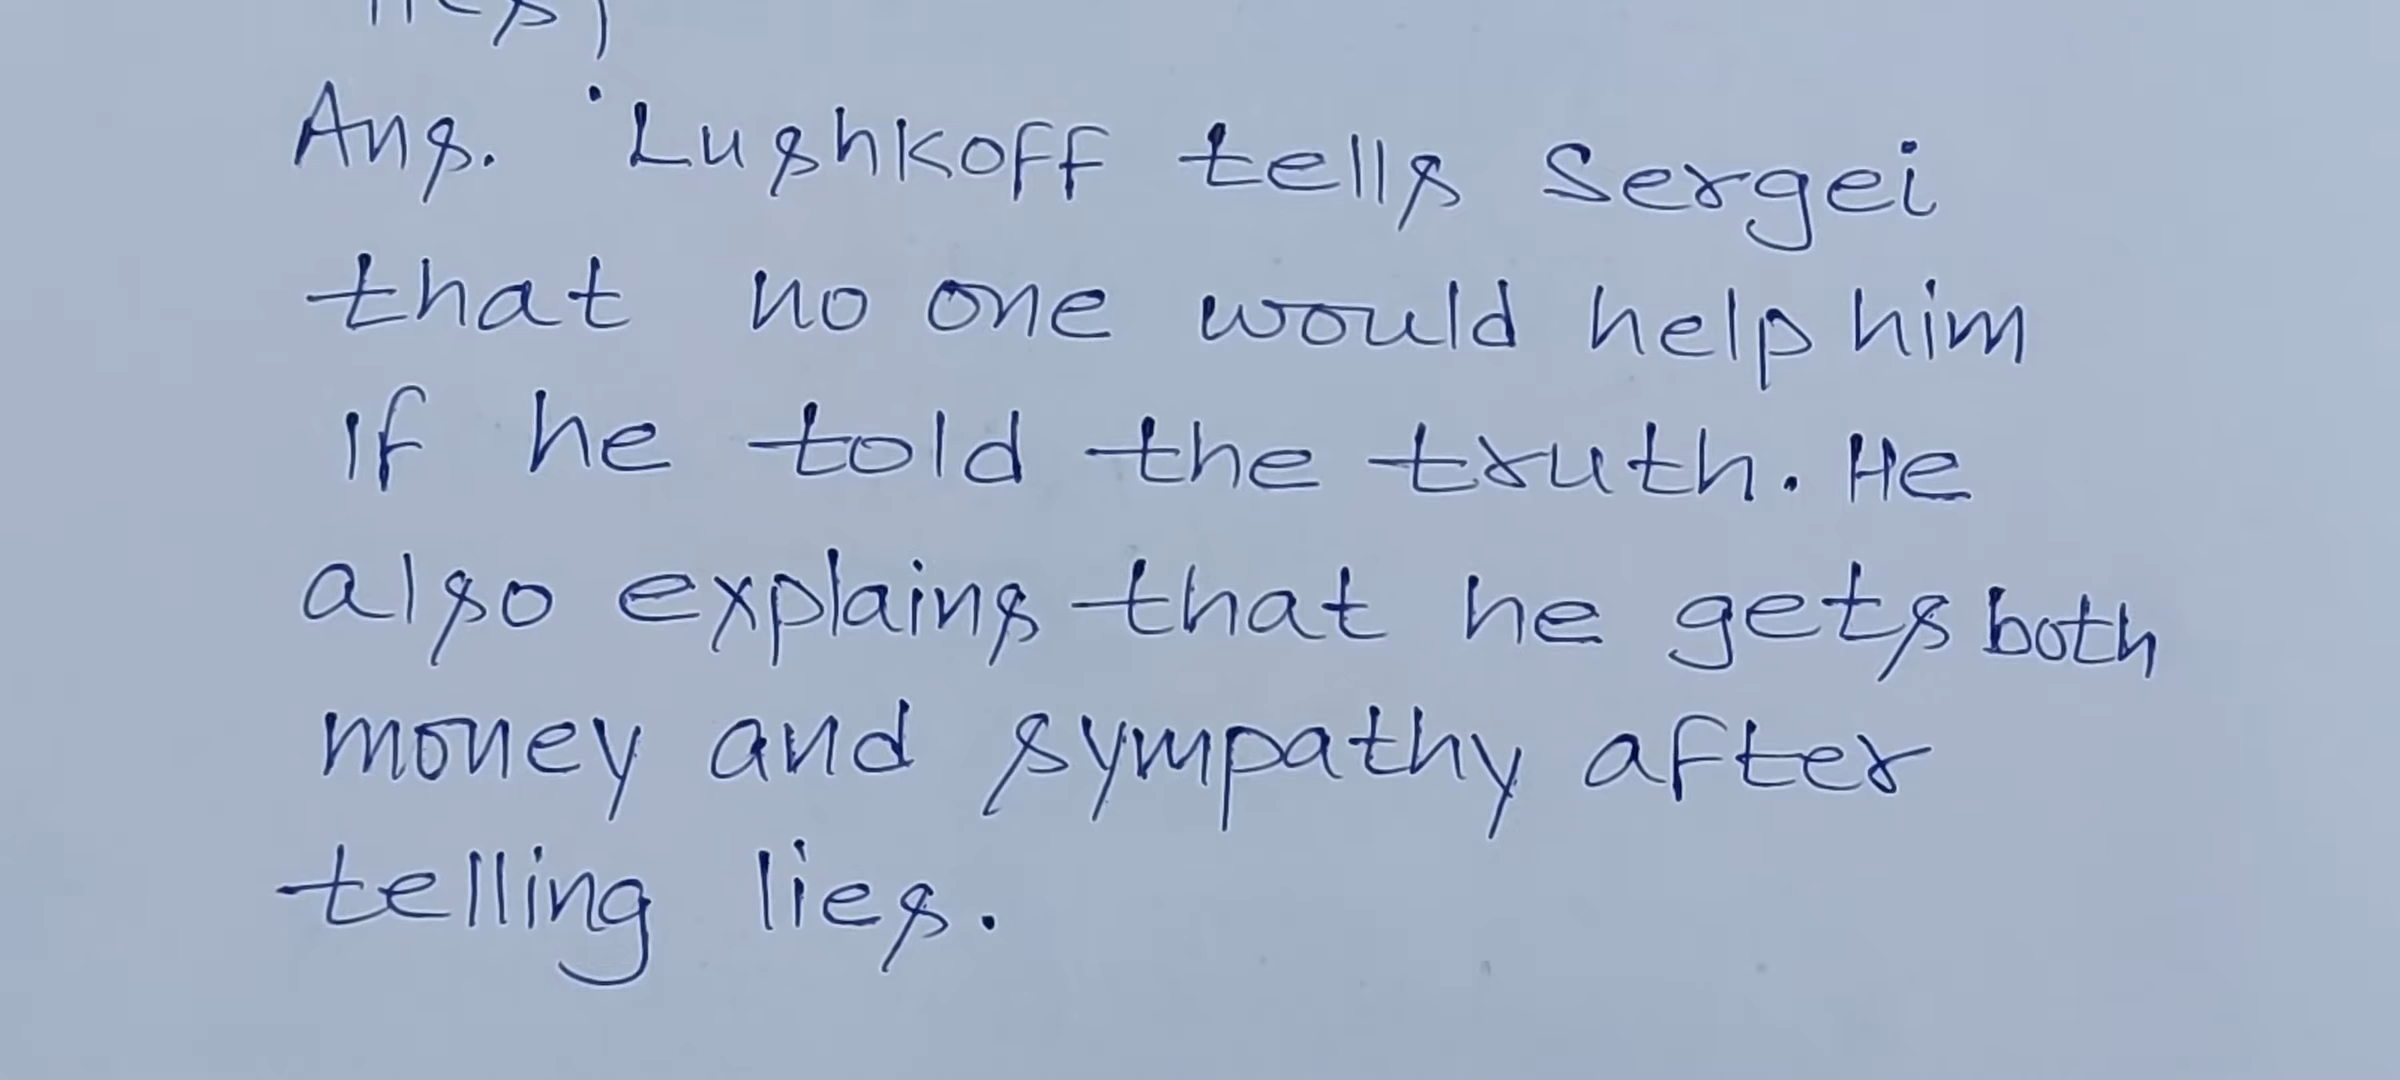 Ans. Lushkoff tells Sergei
that no one would help him
if he told the truth. He
also explains that he gets both
money and sympathy after
telling lies.